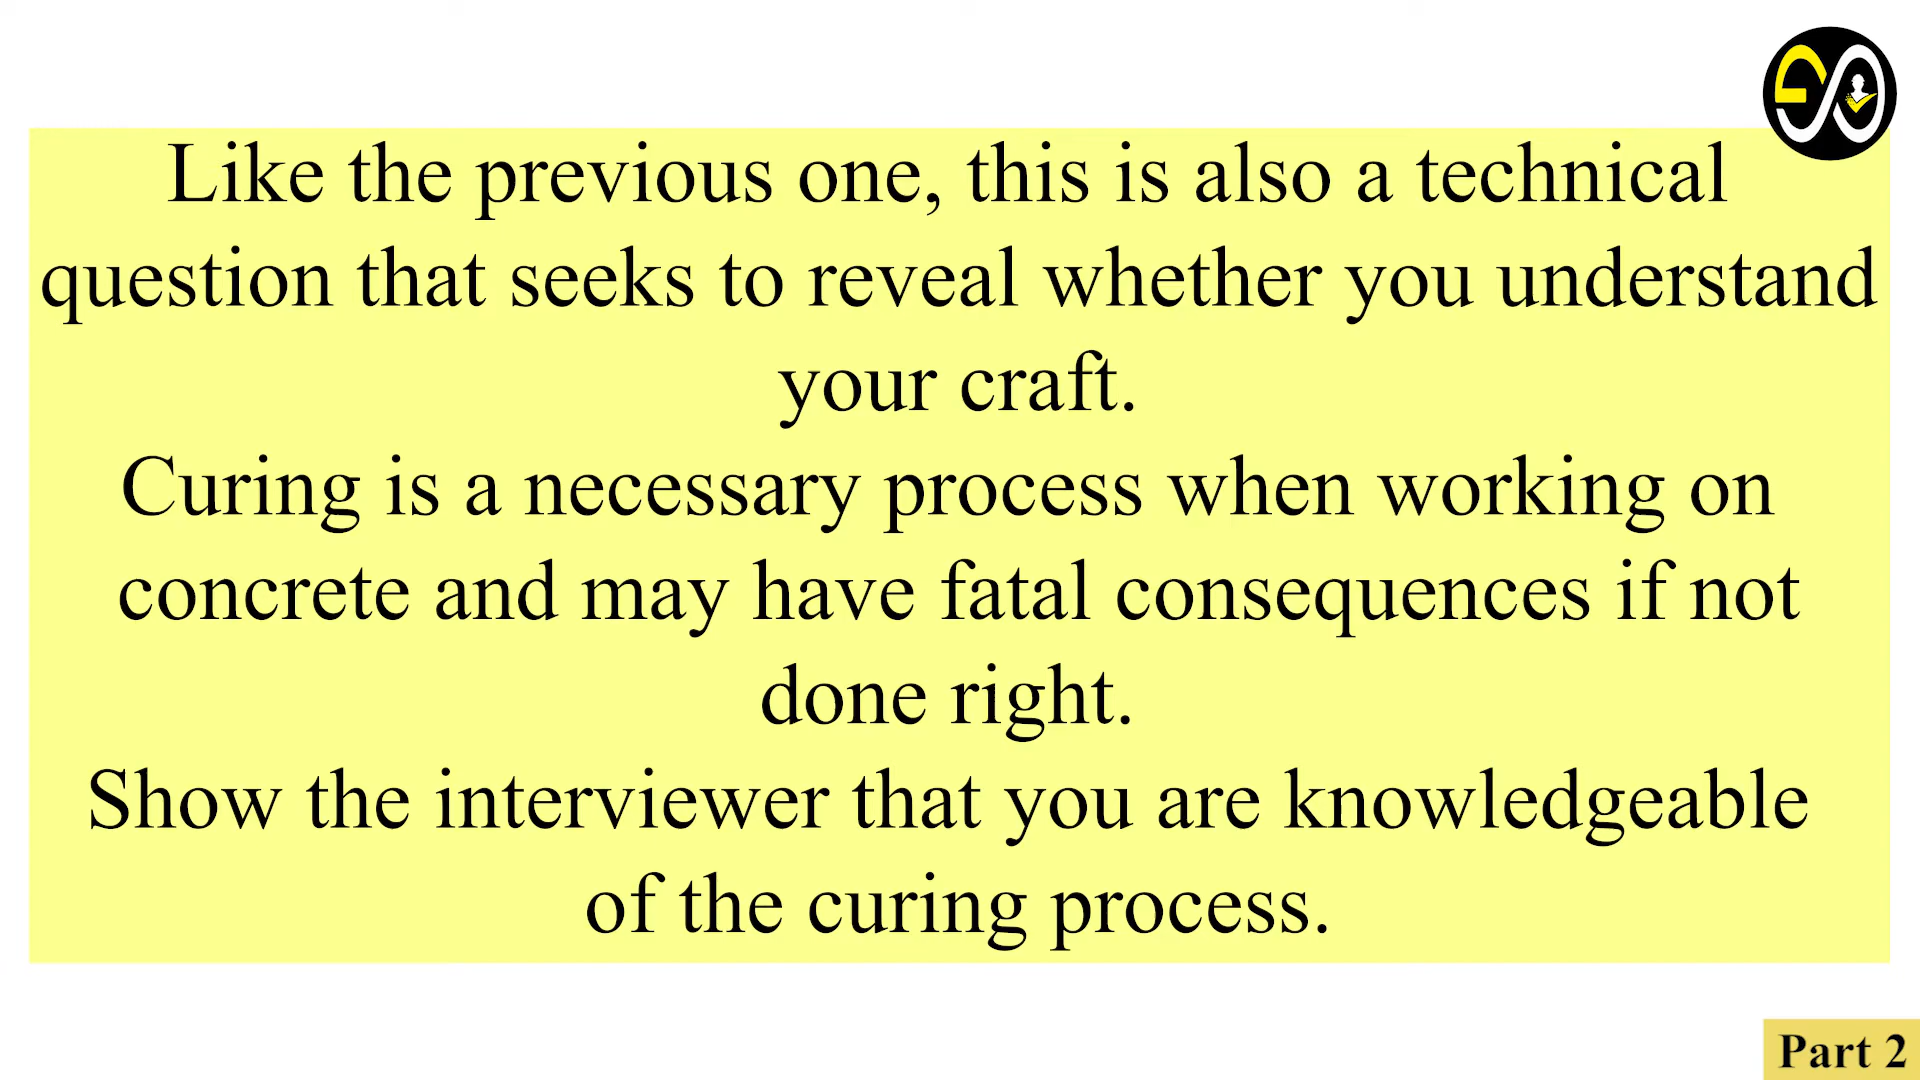 Like the previous one, this is also a technical
question that seeks to reveal whether you understand
your craft.
Curing is a necessary process when working on
concrete and may have fatal consequences if not
done right.
Show the interviewer that you are knowledgeable
of the curing process.
Part 2